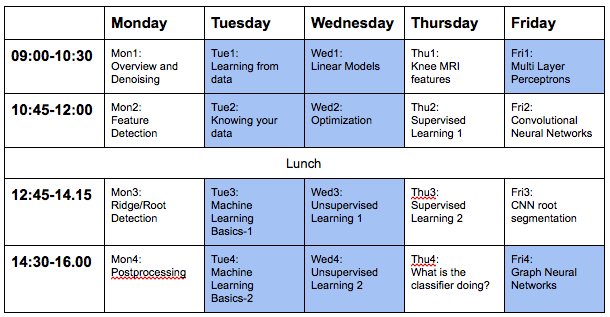 Monday Tuesday Wednesday Thursday Friday
09:00-10:30
Mon1:
Overview and
Denoising
Tue1:
Learning from
data
Wed1:
Linear Models
Thu1:
Knee MRI
features
Fri1:
Multi Layer
Perceptrons
10:45-12:00
Mon2:
Feature
Detection
Tue2:
Knowing your
data
Wed2:
Optimization
Thu2:
Supervised
Learning 1
Fri2:
Convolutional
Neural Networks
Lunch
12:45-14.15
Mon3:
Ridge/Root
Detection
Tue3:
Machine
Learning
Basics-1
Wed3:
Unsupervised
Learning 1
Thu3:
Supervised
Learning 2
Fri3:
CNN root
segmentation
14:30-16.00
Mon4:
Postprocessing
Tue4:
Machine
Learning
Basics-2
Wed4:
Unsupervised
Learning 2
Thu4:
What is the
classifier doing?
Fri4:
Graph Neural
Networks